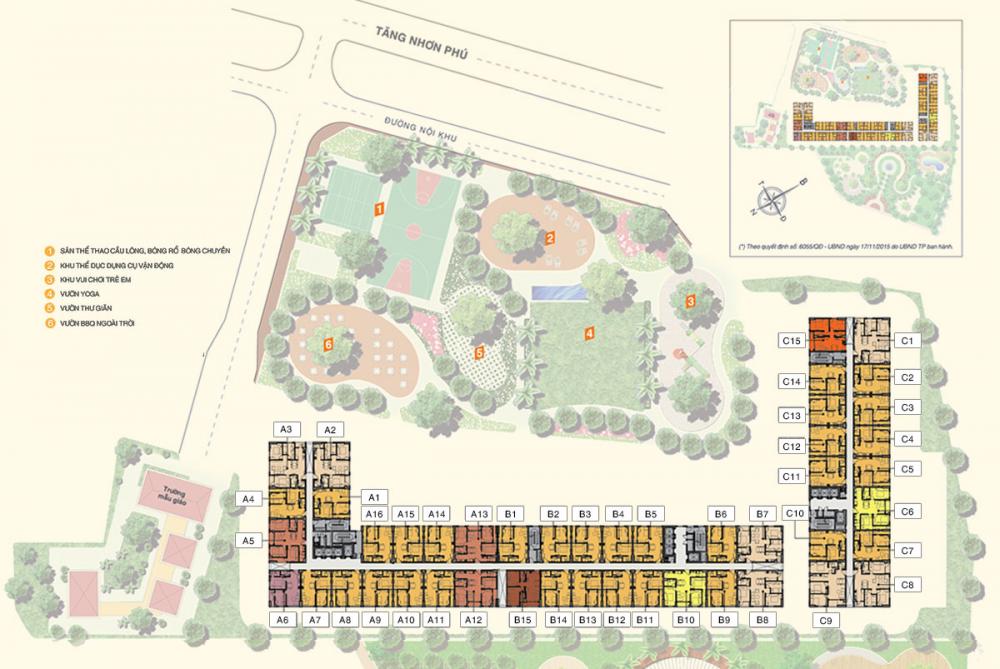 TĂNG NHƠN PHÚ
ĐƯỜNG NỘI KHU
1 SÂN THỂ THAO CẦU LÔNG, BÓNG RỔ BÓNG CHUYỀN
2 KHU THỂ DỤC DỤNG CỤ VẬN ĐỘNG
3 KHU VUI CHƠI TRẺ EM
4 VƯỜN YOGA
5 VƯỜN THƯ GIÃN
6 VƯỜN BBQ NGOÀI TRỜI
1
2
3
4
5
6
T
B
N
D
(*) Theo quyết định số: 6055/QĐ - UBND ngày 17/11/2015 do UBND TP ban hành.
Trường
mẫu giáo
A3
A2
A4
A1
A5
A16
A15
A14
A13
B1
B2
B3
B4
B5
B6
B7
A6
A7
A8
A9
A10
A11
A12
B15
B14
B13
B12
B11
B10
B9
B8
C15
C1
C14
C2
C13
C3
C12
C4
C11
C5
C10
C6
C7
C8
C9